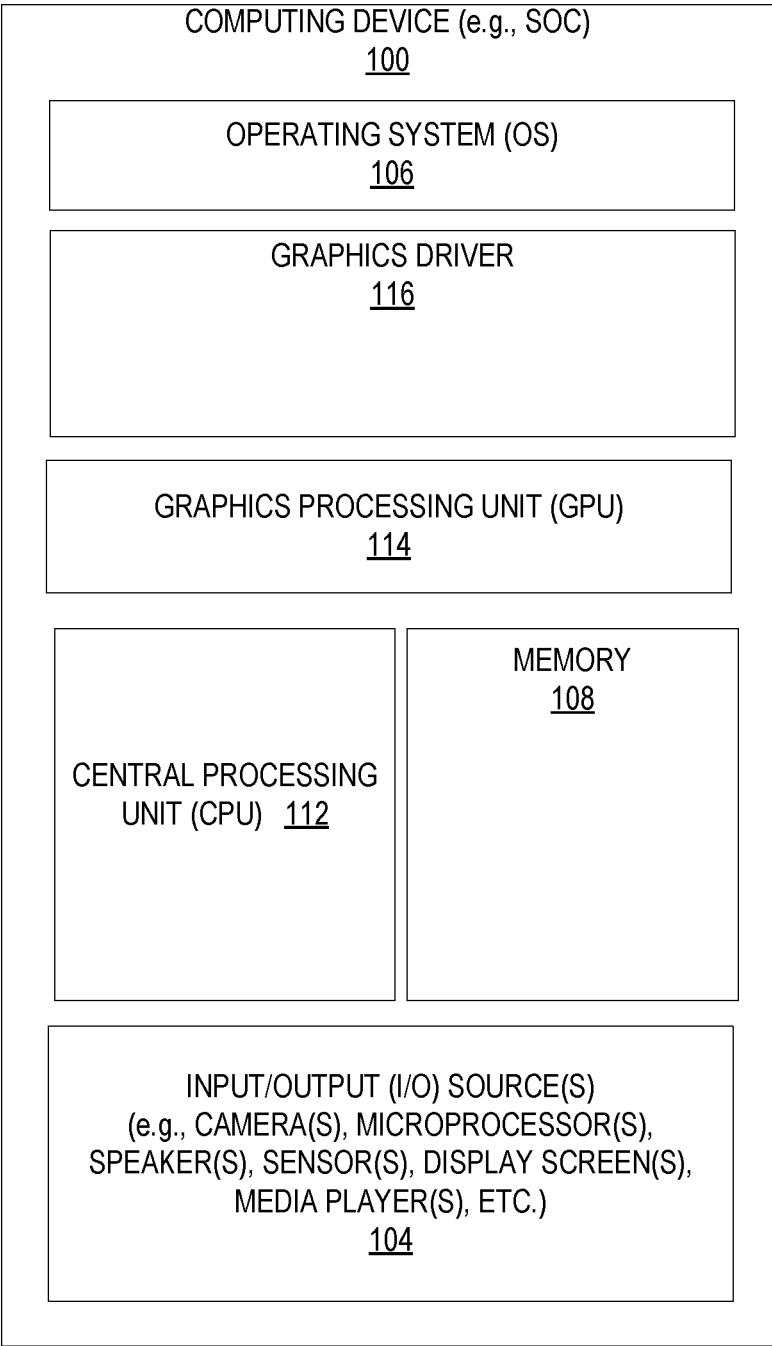 COMPUTING DEVICE (e.g., SOC)
100
OPERATING SYSTEM (OS)
106
GRAPHICS DRIVER
116
GRAPHICS PROCESSING UNIT (GPU)
114
CENTRAL PROCESSING
UNIT (CPU) 112
MEMORY
108
INPUT/OUTPUT (I/O) SOURCE(S)
(e.g., CAMERA(S), MICROPROCESSOR(S),
SPEAKER(S), SENSOR(S), DISPLAY SCREEN(S),
MEDIA PLAYER(S), ETC.)
104